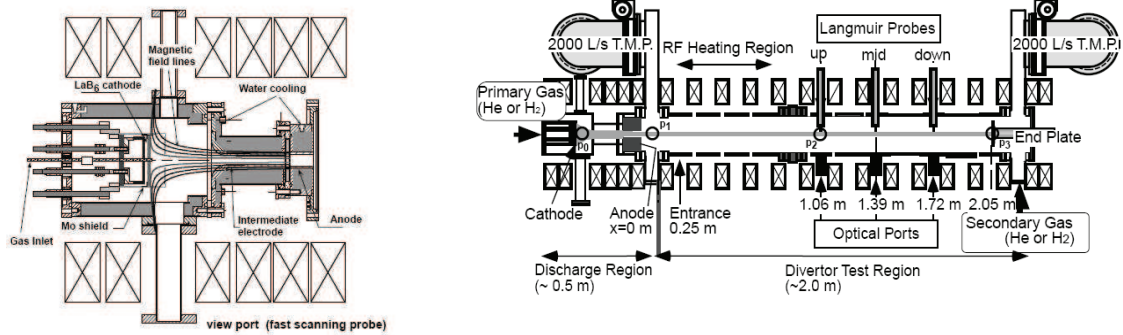 Magnetic
field lines
LaB6 cathode
Water cooling
Mo shield
Gas Inlet
Intermediate
electrode
Anode
view port (fast scanning probe)
2000 L/s T.M.P.
Langmuir Probes
2000 L/s T.M.P.
RF Heating Region
up
mid
down
Primary Gas
(He or H2)
p0
p1
p2
p3
End Plate
Cathode
Anode
x=0 m
Entrance
0.25 m
1.06 m
1.39 m
1.72 m
2.05 m
Optical Ports
Secondary Gas
(He or H2)
Discharge Region
(~ 0.5 m)
Divertor Test Region
(~2.0 m)